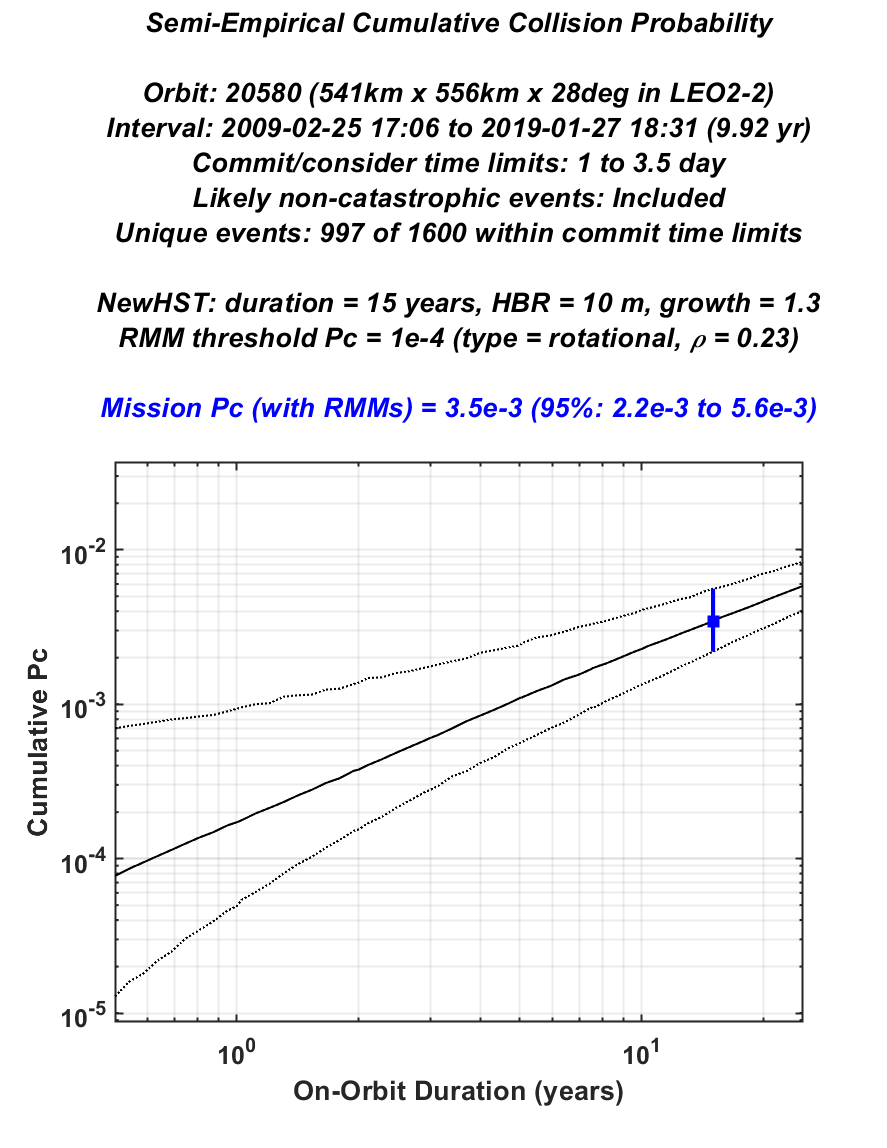 Semi-Empirical Cumulative Collision Probability
Orbit: 20580 (541km x 556km x 28deg in LEO2-2)
Interval: 2009-02-25 17:06 to 2019-01-27 18:31 (9.92 yr)
Commit/consider time limits: 1 to 3.5 day
Likely non-catastrophic events: Included
Unique events: 997 of 1600 within commit time limits
NewHST: duration = 15 years, HBR = 10 m, growth = 1.3
RMM threshold Pc = 1e-4 (type = rotational, ρ = 0.23)
Mission Pc (with RMMs) = 3.5e-3 (95%: 2.2e-3 to 5.6e-3)
10^-2
10^-3
10^-4
10^-5
Cumulative Pc
10^0 10^1
On-Orbit Duration (years)